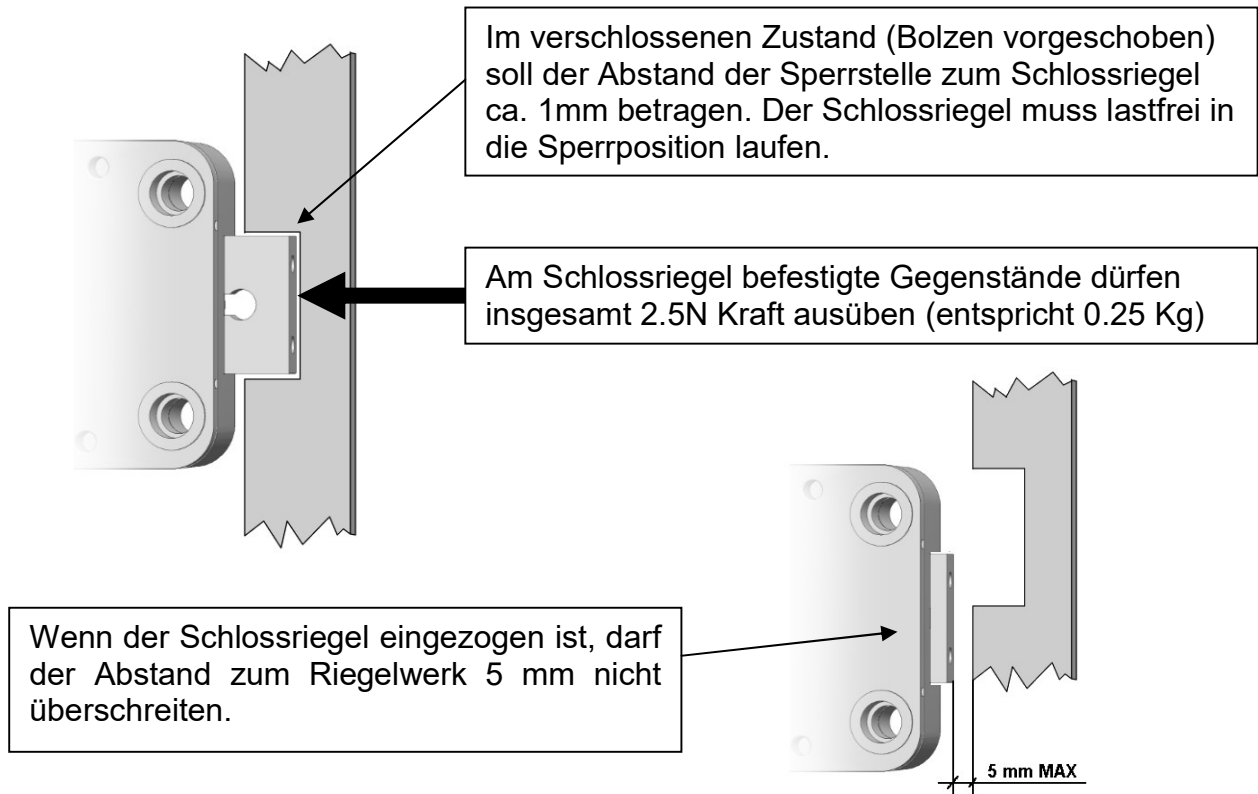 Im verschlossenen Zustand (Bolzen vorgeschoben)
soll der Abstand der Sperrstelle zum Schlossriegel
ca. 1mm betragen. Der Schlossriegel muss lastfrei in
die Sperrposition laufen.
Am Schlossriegel befestigte Gegenstände dürfen
insgesamt 2.5N Kraft ausüben (entspricht 0.25 Kg)
Wenn der Schlossriegel eingezogen ist, darf
der Abstand zum Riegelwerk 5 mm nicht
überschreiten.
5 mm MAX